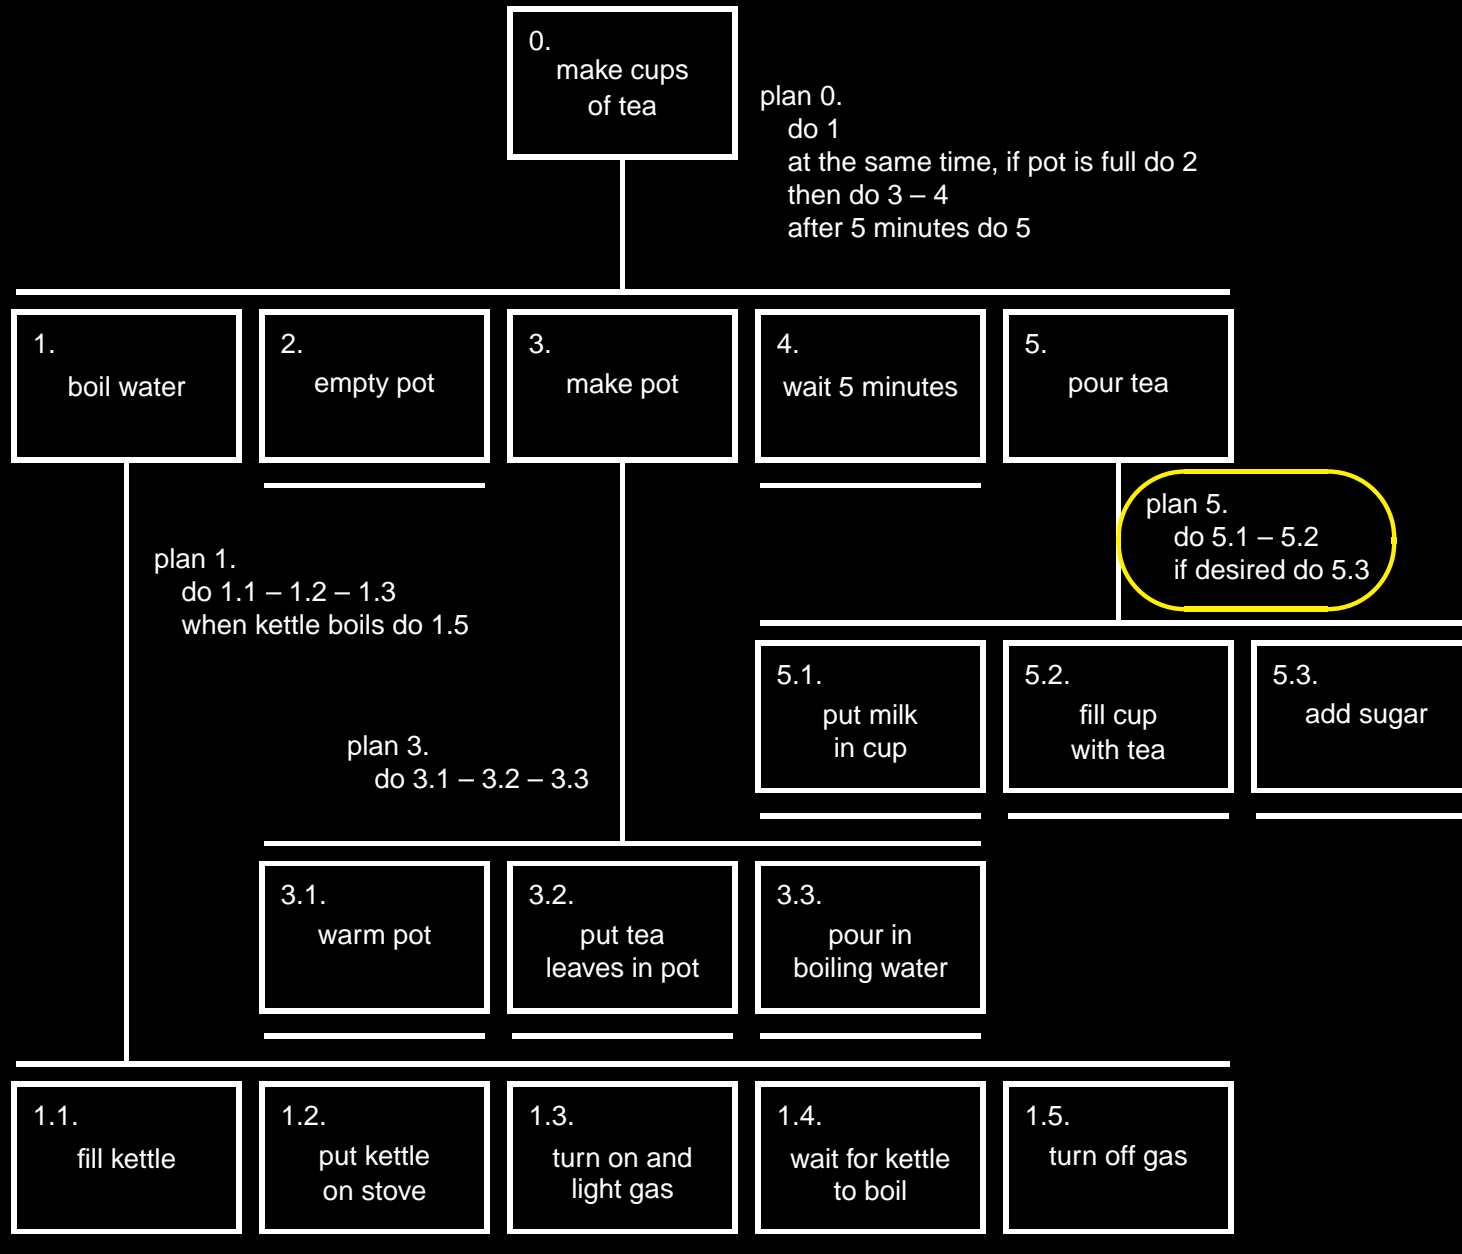 0.
make cups
of tea
plan 0.
do 1
at the same time, if pot is full do 2
then do 3 – 4
after 5 minutes do 5
1.
boil water
2.
empty pot
3.
make pot
4.
wait 5 minutes
5.
pour tea
plan 5.
do 5.1 – 5.2
if desired do 5.3
plan 1.
do 1.1 – 1.2 – 1.3
when kettle boils do 1.5
5.1.
put milk
in cup
5.2.
fill cup
with tea
5.3.
add sugar
plan 3.
do 3.1 – 3.2 – 3.3
3.1.
warm pot
3.2.
put tea
leaves in pot
3.3.
pour in
boiling water
1.1.
fill kettle
1.2.
put kettle
on stove
1.3.
turn on and
light gas
1.4.
wait for kettle
to boil
1.5.
turn off gas